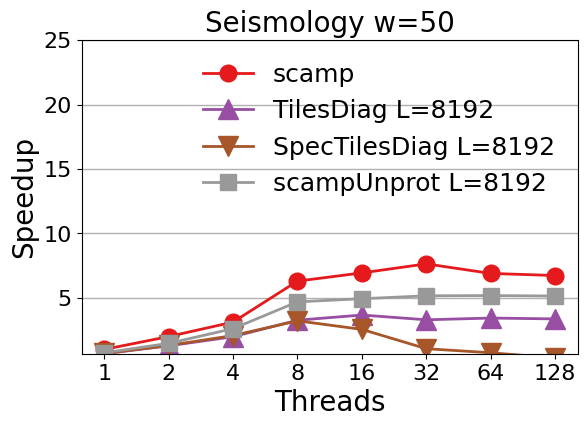 Seismology w=50
25
20
15
10
5
Speedup
scamp
TilesDiag L=8192
SpecTilesDiag L=8192
scampUnprot L=8192
1 2 4 8 16 32 64 128
Threads